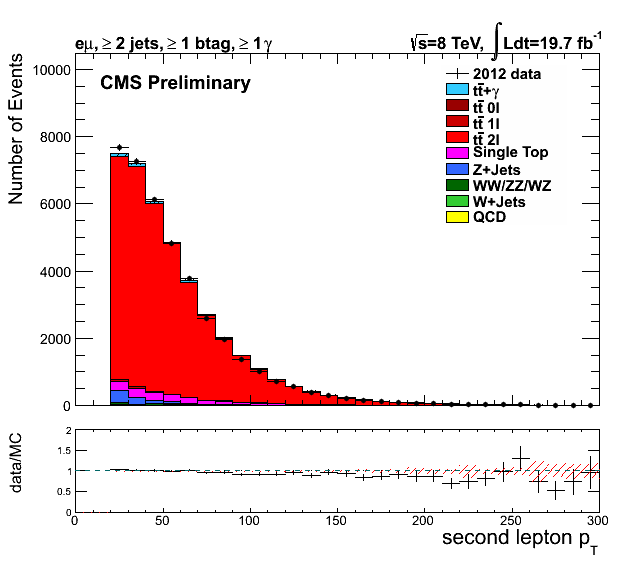 eμ, ≥ 2 jets, ≥ 1 btag, ≥ 1 γ √s=8 TeV, ∫Ldt=19.7 fb⁻¹
CMS Preliminary
Number of Events
10000
8000
6000
4000
2000
0
2012 data
tt̄+γ
tt̄ 0l
tt̄ 1l
tt̄ 2l
Single Top
Z+Jets
WW/ZZ/WZ
W+Jets
QCD
data/MC
2
1.5
1
0.5
0
0 50 100 150 200 250 300
second lepton p_T